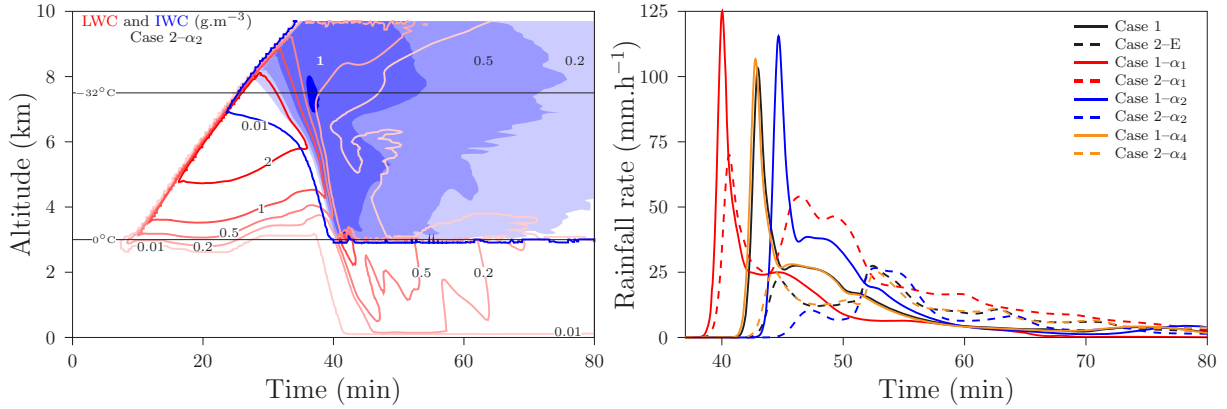 LWC and IWC (g.m−3)
Case 2–α2
10
8
6
4
2
0
Altitude (km)
−32°C
0°C
0.01
2
1
0.5
0.2
0.01
1
0.5
0.2
0.5
0.2
0.01
0
20
40
60
80
Time (min)
125
100
75
50
25
0
Rainfall rate (mm.h−1)
Case 1
Case 2–E
Case 1–α1
Case 2–α1
Case 1–α2
Case 2–α2
Case 1–α4
Case 2–α4
40
50
60
70
80
Time (min)